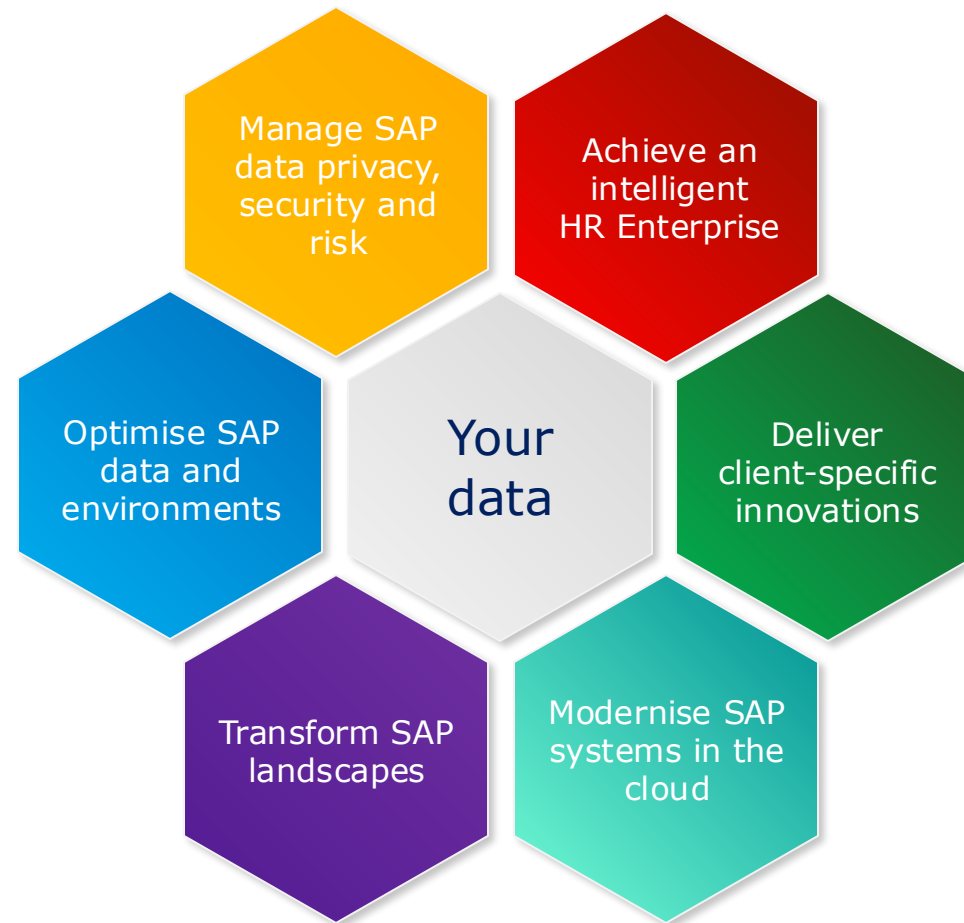 Manage SAP
data privacy,
security and
risk
Achieve an
intelligent
HR Enterprise
Optimise SAP
data and
environments
Your
data
Deliver
client-specific
innovations
Transform SAP
landscapes
Modernise SAP
systems in the
cloud